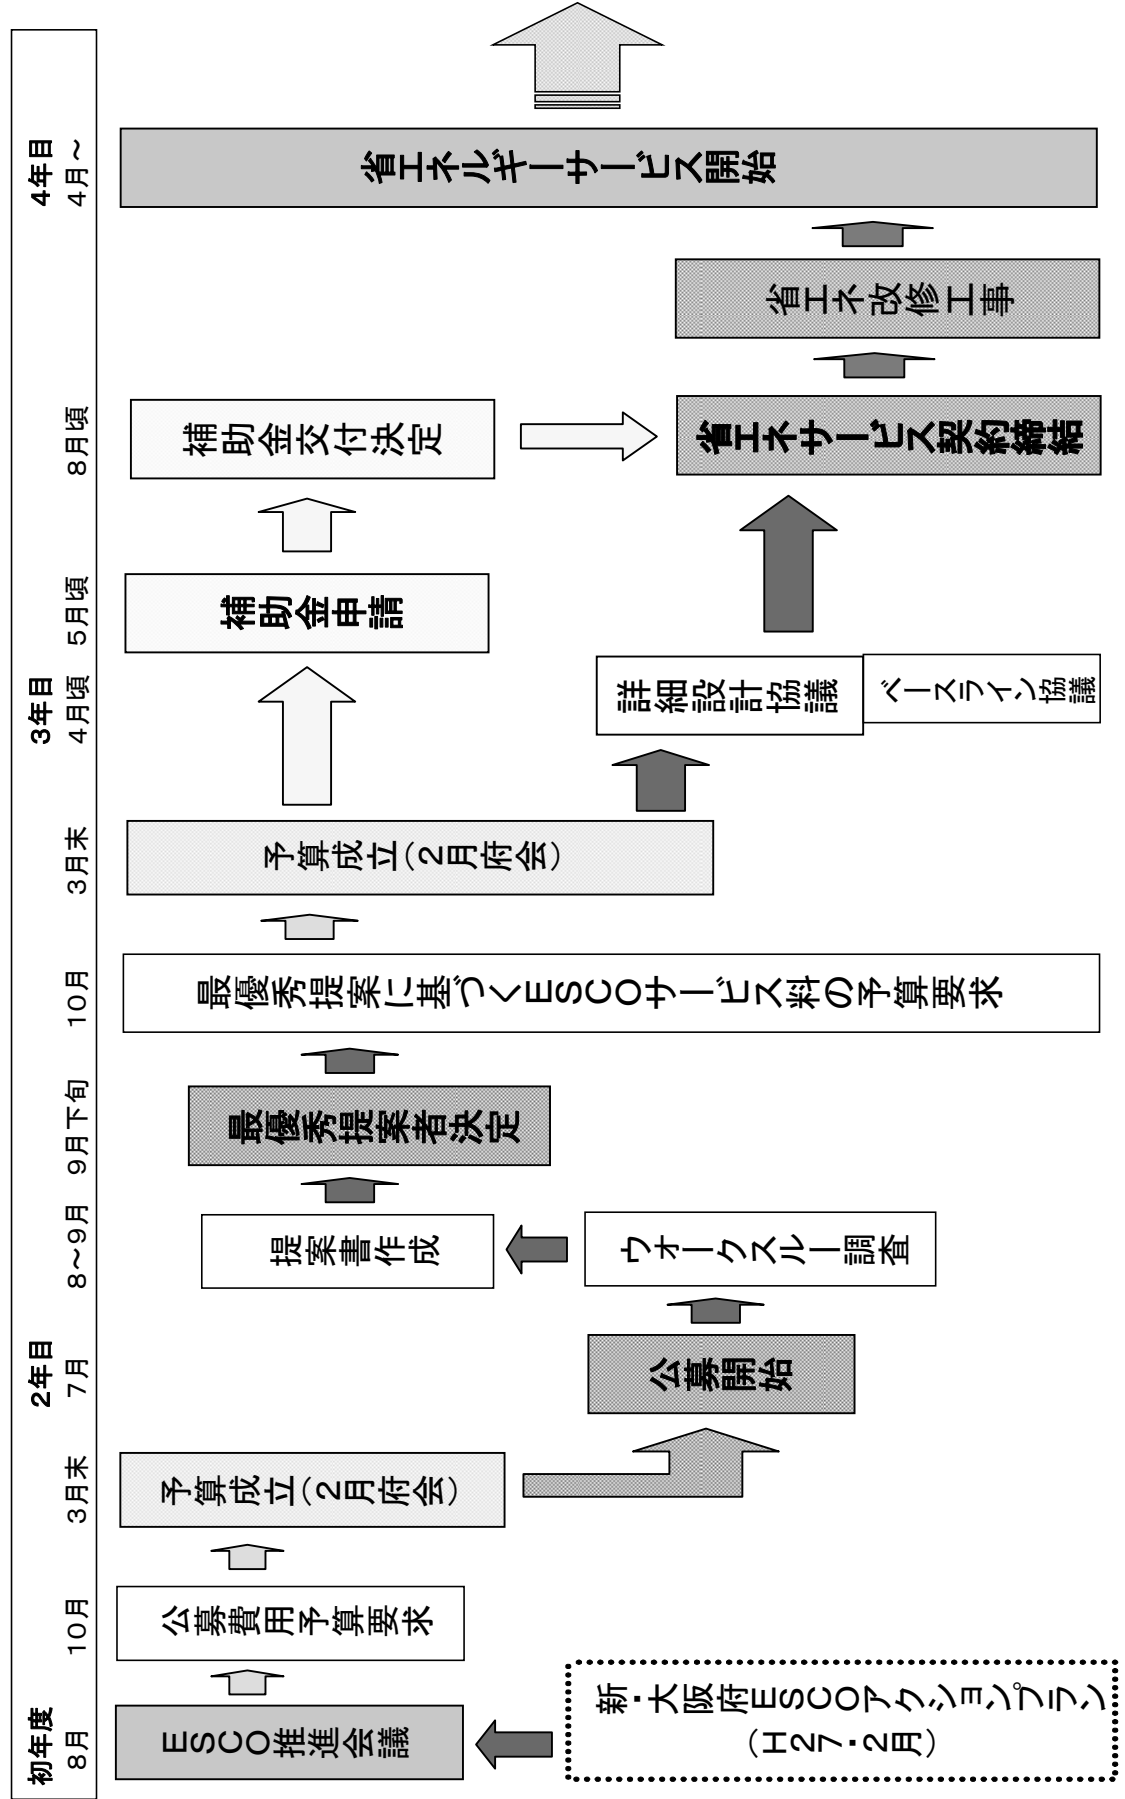 初年度
2年目
3年目
4年目
8月
10月
3月末
7月
8～9月
9月下旬
10月
3月末
4月頃
5月頃
8月頃
4月～
ESCO推進会議
新・大阪府ESCOアクションプラン
（H27・2月）
公募費用予算要求
予算成立（2月府会）
公募開始
ウォークスルー調査
提案書作成
最優秀提案者決定
最優秀提案に基づくESCOサービス料の予算要求
予算成立（2月府会）
詳細設計協議
ベースライン協議
補助金申請
補助金交付決定
省エネサービス契約締結
省エネ改修工事
省エネルギーサービス開始